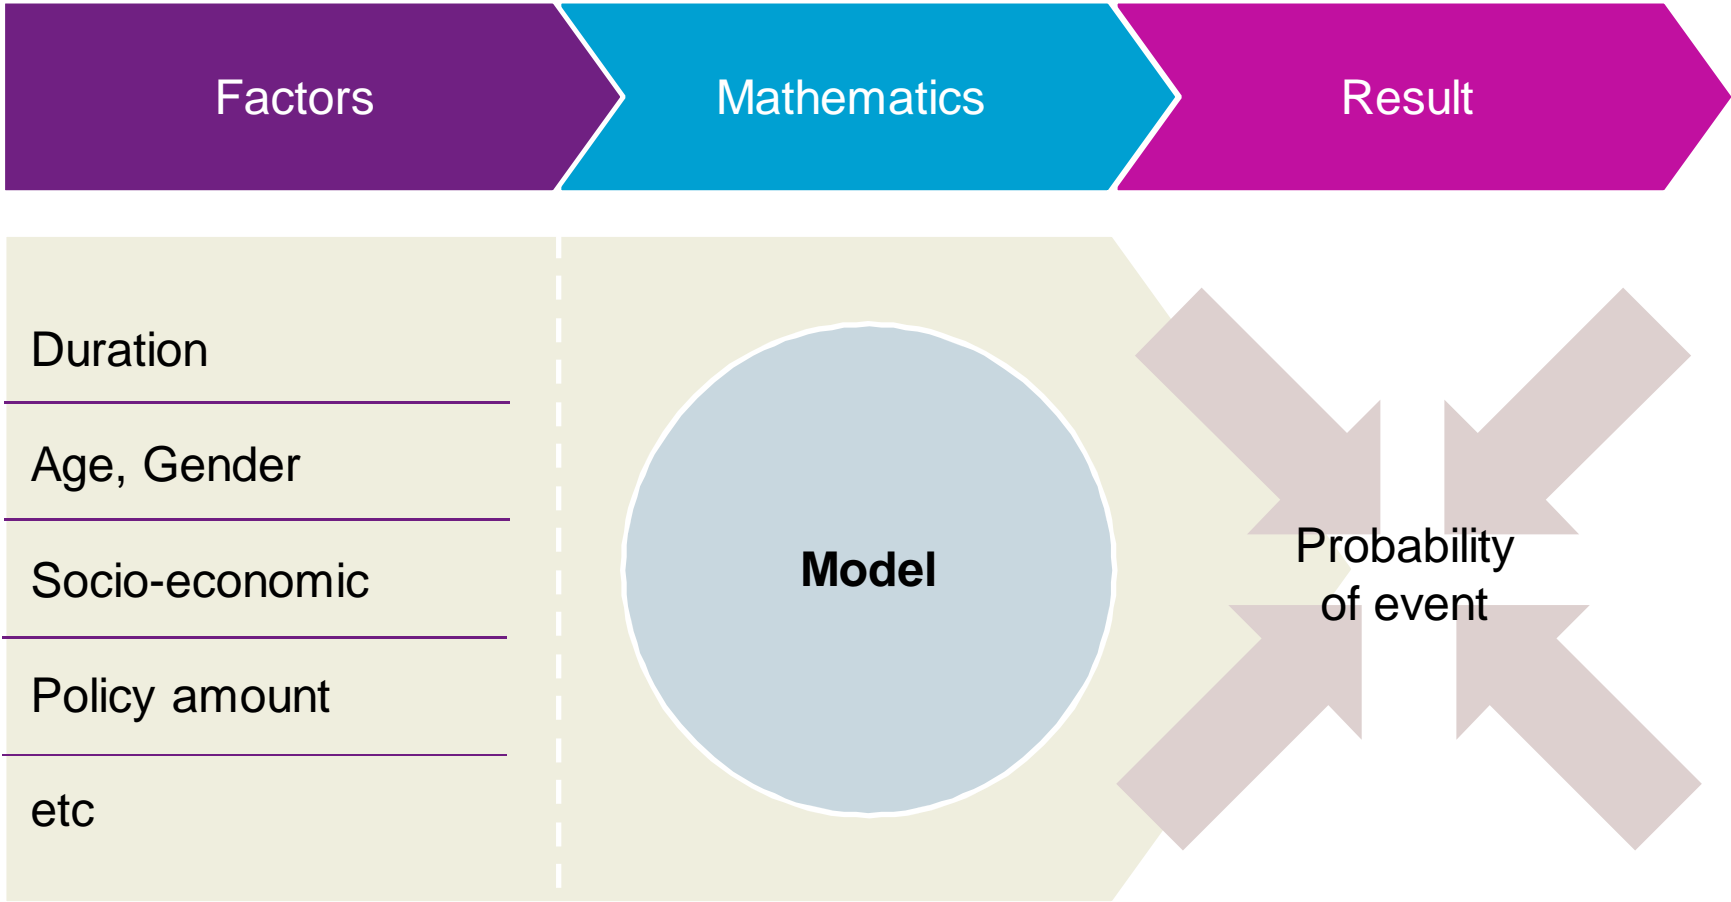 Factors
Mathematics
Result
Duration
Age, Gender
Socio-economic
Policy amount
etc
Model
Probability
of event